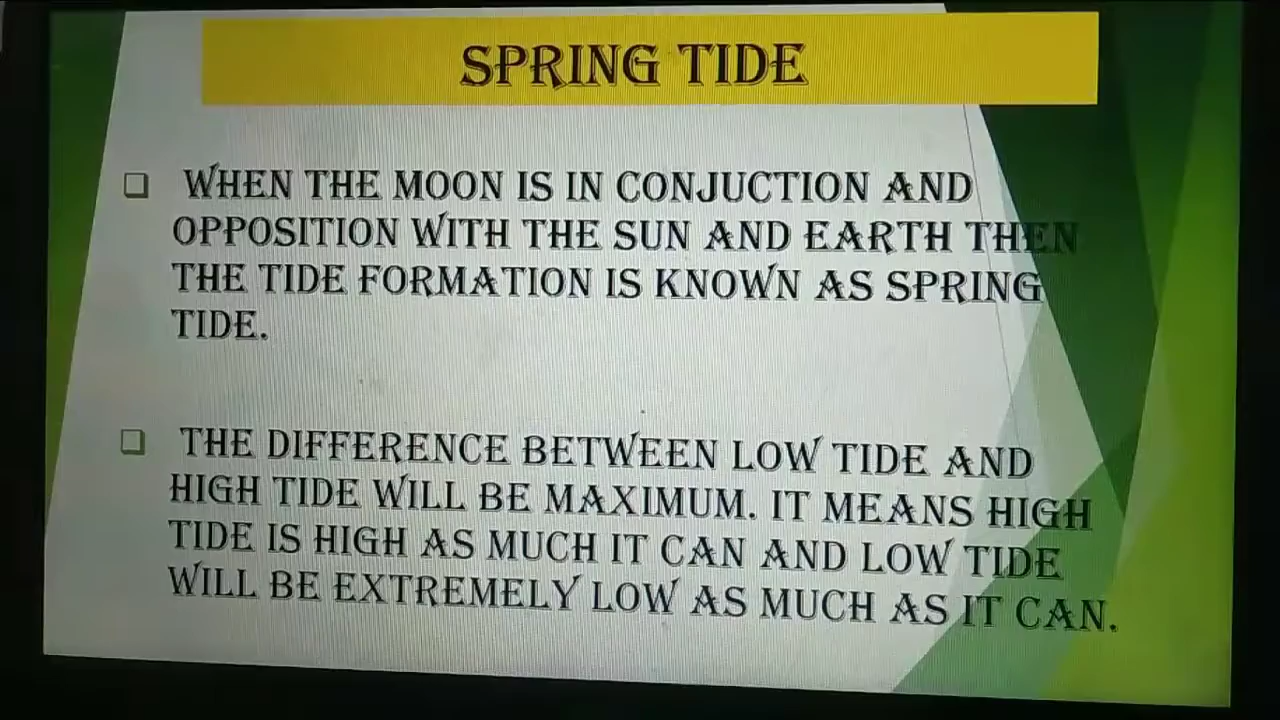 SPRING TIDE
WHEN THE MOON IS IN CONJUCTION AND
OPPOSITION WITH THE SUN AND EARTH THEN
THE TIDE FORMATION IS KNOWN AS SPRING
TIDE.
THE DIFFERENCE BETWEEN LOW TIDE AND
HIGH TIDE WILL BE MAXIMUM. IT MEANS HIGH
TIDE IS HIGH AS MUCH IT CAN AND LOW TIDE
WILL BE EXTREMELY LOW AS MUCH AS IT CAN.